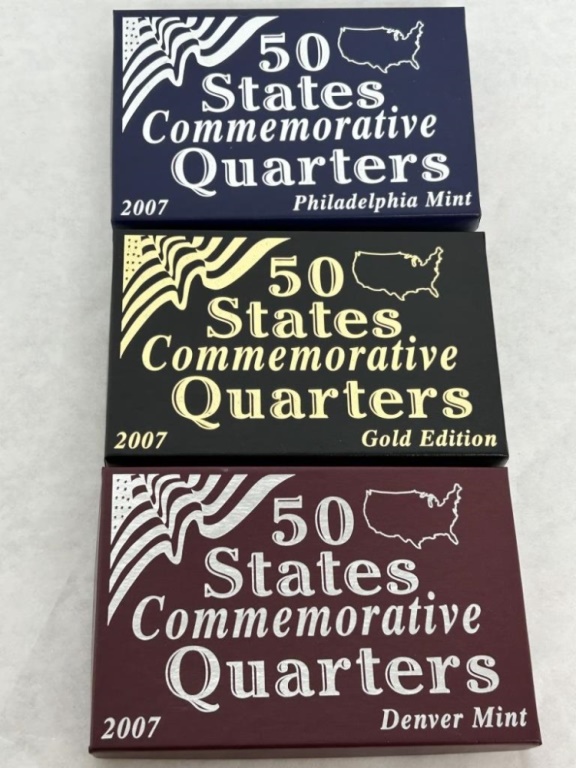 50
States
Commemorative
Quarters
2007 Philadelphia Mint
50
States
Commemorative
Quarters
2007 Gold Edition
50
States
Commemorative
Quarters
2007 Denver Mint